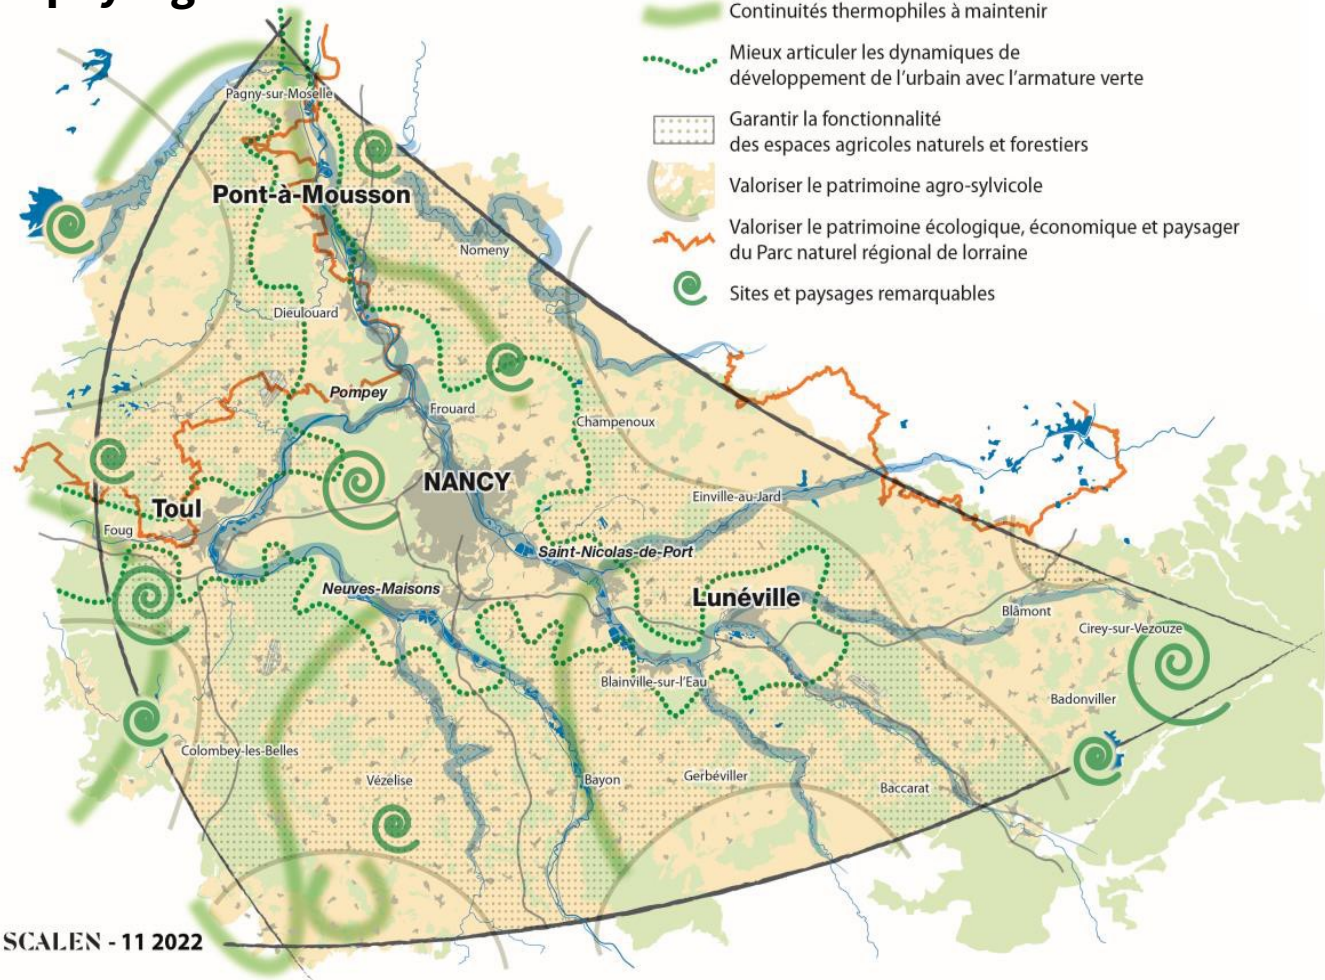 Continuités thermophiles à maintenir
Mieux articuler les dynamiques de
développement de l'urbain avec l'armature verte
Garantir la fonctionnalité
des espaces agricoles naturels et forestiers
Valoriser le patrimoine agro-sylvicole
Valoriser le patrimoine écologique, économique et paysager
du Parc naturel régional de lorraine
Sites et paysages remarquables
Pagny-sur-Moselle
Pont-à-Mousson
Nomeny
Dieulouard
Pompey
Frouard
Champenoux
NANCY
Einville-au-Jard
Toul
Foug
Saint-Nicolas-de-Port
Neuves-Maisons
Lunéville
Blâmont
Cirey-sur-Vezouze
Blainville-sur-l'Eau
Badonviller
Colombey-les-Belles
Vézelise
Bayon
Gerbéviller
Baccarat
SCALEN - 11 2022